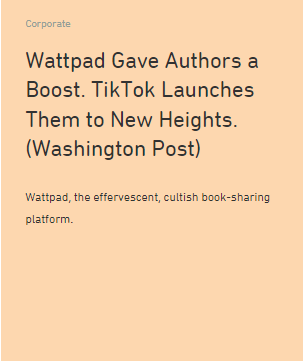 Corporate
Wattpad Gave Authors a
Boost. TikTok Launches
Them to New Heights.
(Washington Post)
Wattpad, the effervescent, cultish book-sharing
platform.